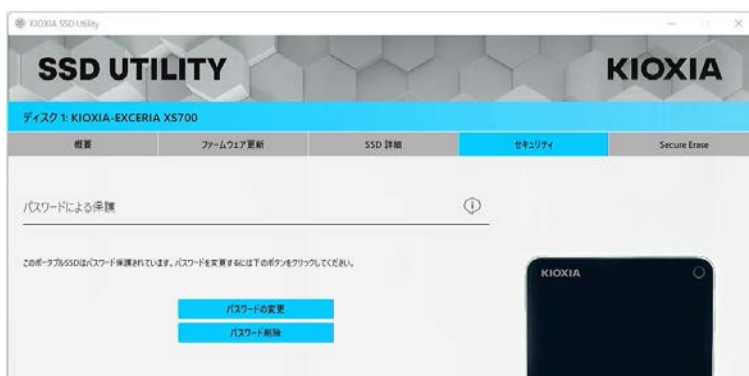 KIOXIA SSD Utility
SSD UTILITY
KIOXIA
ディスク 1: KIOXIA-EXCERIA XS700
概要
ファームウェア更新
SSD 詳細
セキュリティ
Secure Erase
パスワードによる保護
このポータブルSSDはパスワード保護されています。パスワードを変更するには下のボタンをクリックしてください。
パスワードの変更
パスワード削除
KIOXIA